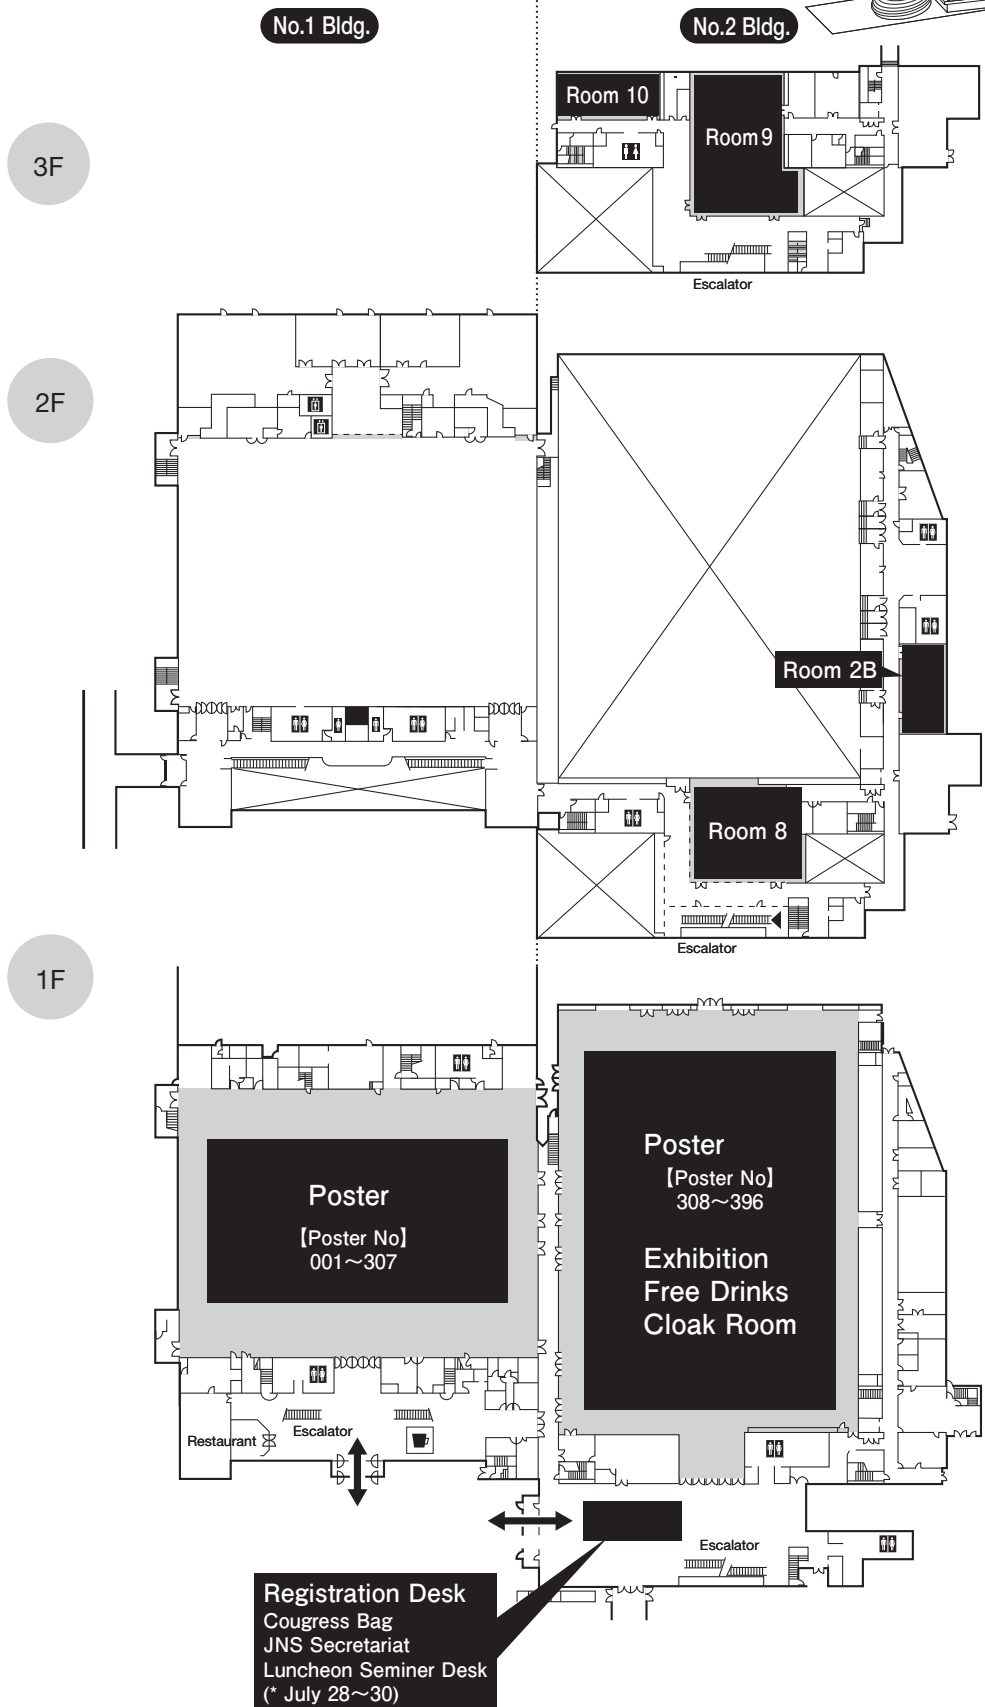 No.1 Bldg.
No.2 Bldg.
3F
Room 10
Room 9
Escalator
2F
Room 2B
Room 8
Escalator
1F
Poster
【Poster No】
001〜307
Poster
【Poster No】
308〜396
Exhibition
Free Drinks
Cloak Room
Restaurant
Escalator
Escalator
Registration Desk
Cougress Bag
JNS Secretariat
Luncheon Seminer Desk
(* July 28〜30)